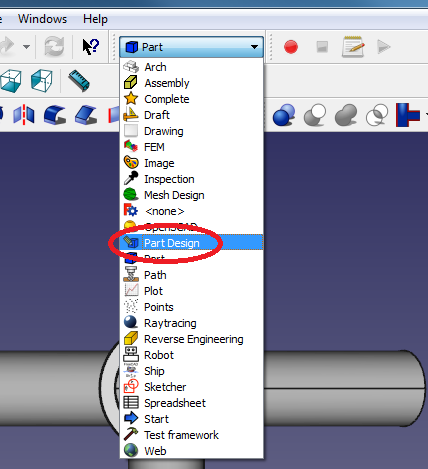 Windows Help
Part
Arch
Assembly
Complete
Draft
Drawing
FEM
Image
Inspection
Mesh Design
<none>
OpenSCAD
Part Design
Part
Path
Plot
Points
Raytracing
Reverse Engineering
Robot
Ship
Sketcher
Spreadsheet
Start
Test framework
Web